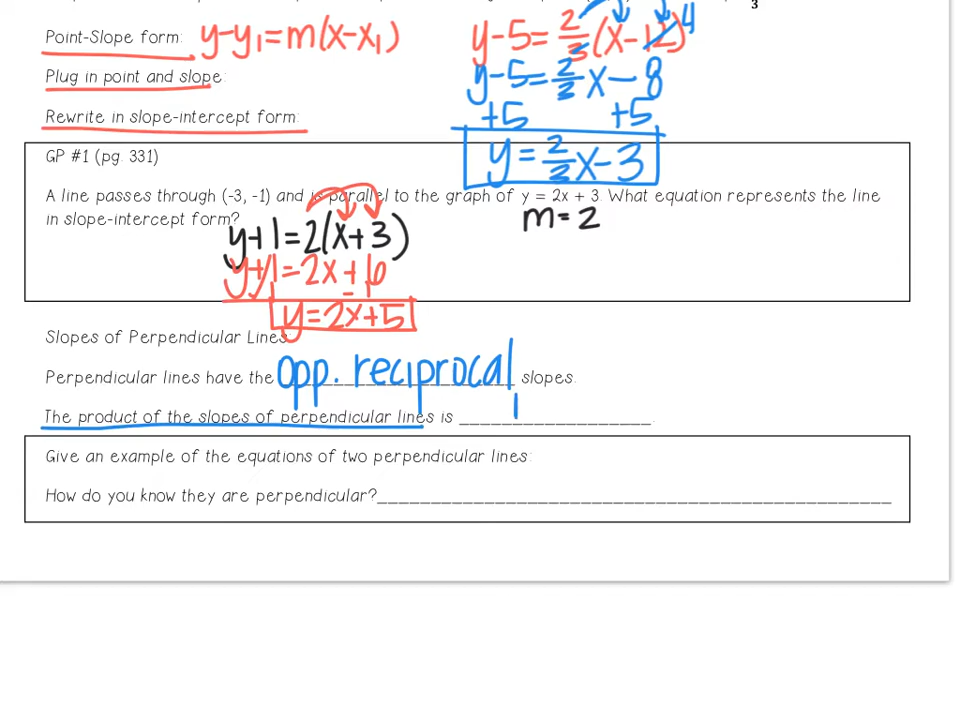 3
Point-Slope form: y-y₁=m(x-x₁)
y-5=2/3(x-12) 4
Plug in point and slope:
y-5=2/3x-8
+5 +5
Rewrite in slope-intercept form:
y=2/3x-3
GP #1 (pg. 331)
A line passes through (-3, -1) and is parallel to the graph of y = 2x + 3. What equation represents the line
in slope-intercept form?
m=2
y+1=2(x+3)
y+1=2x+6
-1
y=2x+5
Slopes of Perpendicular Lines
Perpendicular lines have the opp. reciprocal slopes.
The product of the slopes of perpendicular lines is ____________________.
Give an example of the equations of two perpendicular lines:
How do you know they are perpendicular?____________________